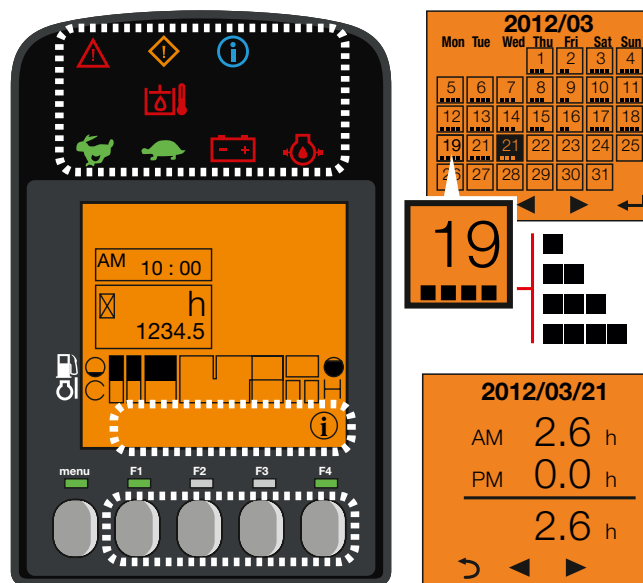 AM 10 : 00
h
1234.5
C H
i
menu F1 F2 F3 F4
2012/03
Mon Tue Wed Thu Fri Sat Sun
1 2 3 4
5 6 7 8 9 10 11
12 13 14 15 16 17 18
19 21 21 22 23 24 25
26 27 28 29 30 31
19
2012/03/21
AM 2.6 h
PM 0.0 h
2.6 h